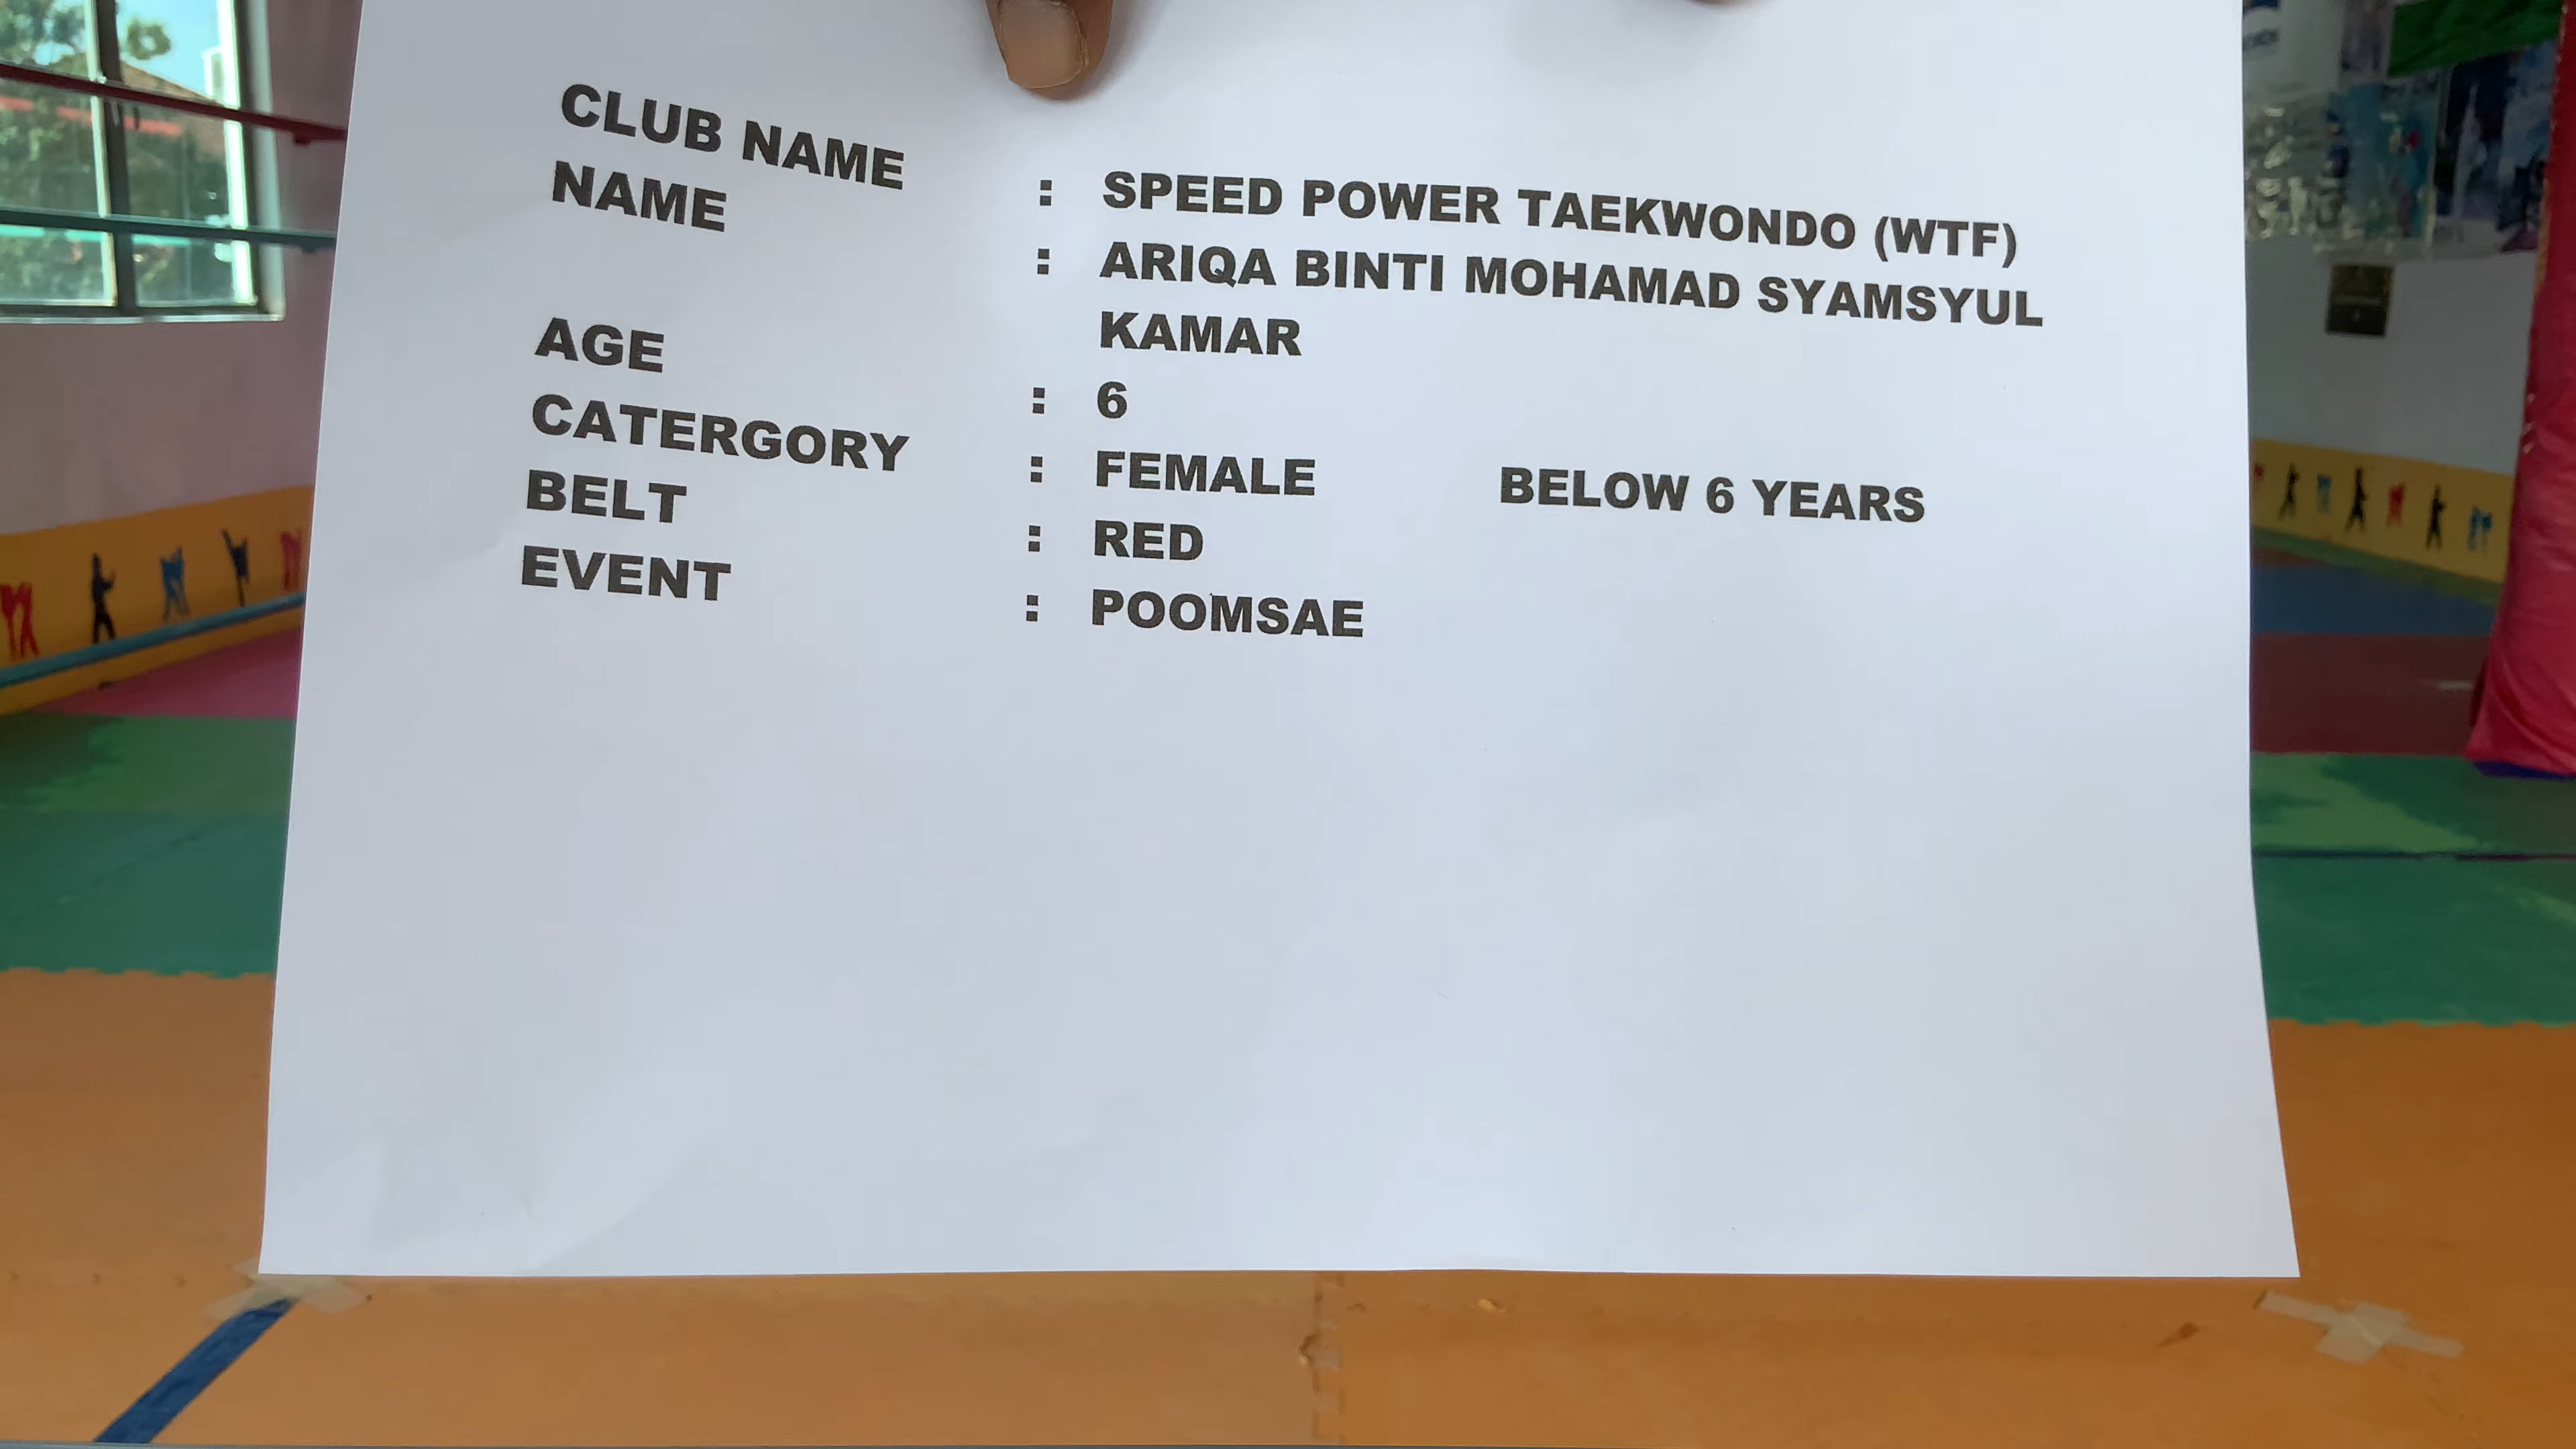 CLUB NAME : SPEED POWER TAEKWONDO (WTF)
NAME : ARIQA BINTI MOHAMAD SYAMSYUL
KAMAR
AGE : 6
CATERGORY : FEMALE BELOW 6 YEARS
BELT : RED
EVENT : POOMSAE